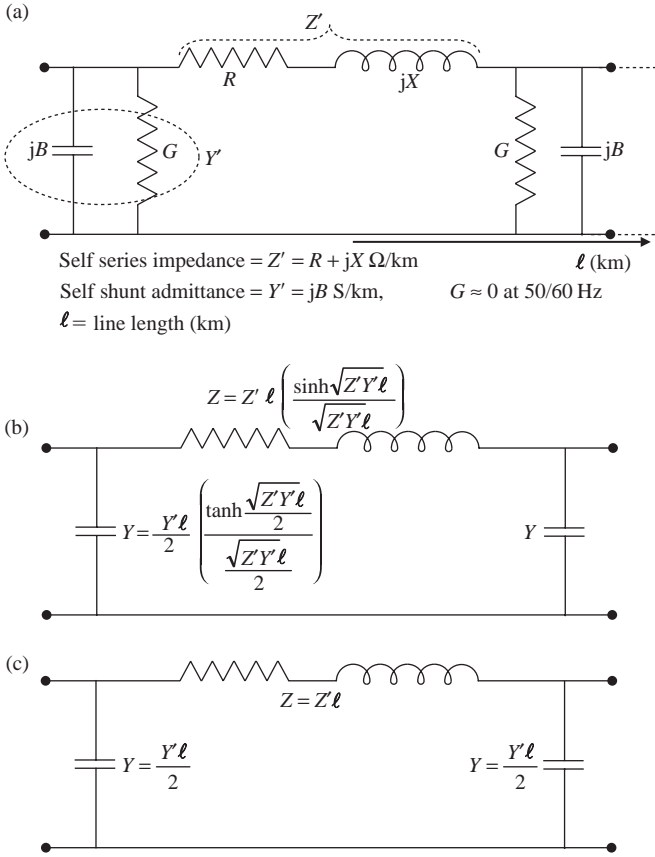 (a)
Z′
R
jX
jB
G
Y′
G
jB
Self series impedance = Z′ = R + jX Ω/km
ℓ (km)
Self shunt admittance = Y′ = jB S/km, G ≈ 0 at 50/60 Hz
ℓ = line length (km)
(b)
Z = Z′ ℓ (sinh√Z′Y′ℓ / √Z′Y′ℓ)
Y = Y′ℓ / 2 (tanh √Z′Y′ℓ / 2 / √Z′Y′ℓ / 2)
Y
(c)
Z = Z′ℓ
Y = Y′ℓ / 2
Y = Y′ℓ / 2